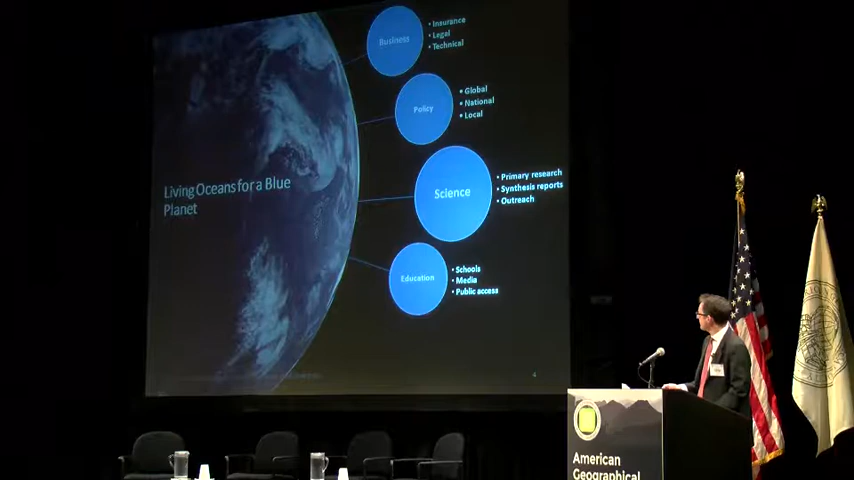 Business
• Insurance
• Legal
• Technical
Policy
• Global
• National
• Local
Living Oceans for a Blue
Planet
Science
• Primary research
• Synthesis reports
• Outreach
Education
• Schools
• Media
• Public access
4
American
Geographical